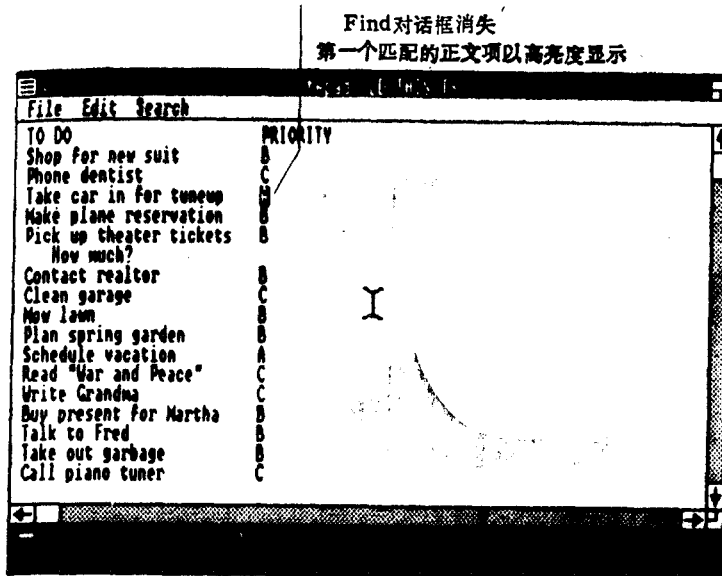 Find对话框消失
第一个匹配的正文项以高亮度显示
File Edit Search
TO DO PRIORITY
Shop for new suit B
Phone dentist C
Take car in for tuneup
Make plane reservation B
Pick up theater tickets B
How much?
Contact realtor B
Clean garage C
Mow lawn B
Plan spring garden B
Schedule vacation A
Read "War and Peace" C
Write Grandma C
Buy present for Martha B
Talk to Fred B
Take out garbage B
Call piano tuner C